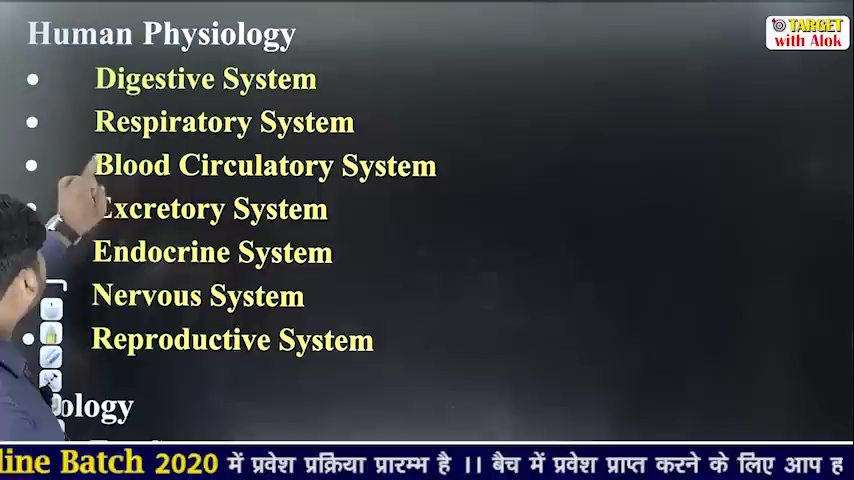 Human Physiology
TARGET
with Alok
Digestive System
Respiratory System
Blood Circulatory System
Excretory System
Endocrine System
Nervous System
Reproductive System
ology
line Batch 2020 में प्रवेश प्रक्रिया प्रारम्भ है ।। बैच में प्रवेश प्राप्त करने के लिए आप ह